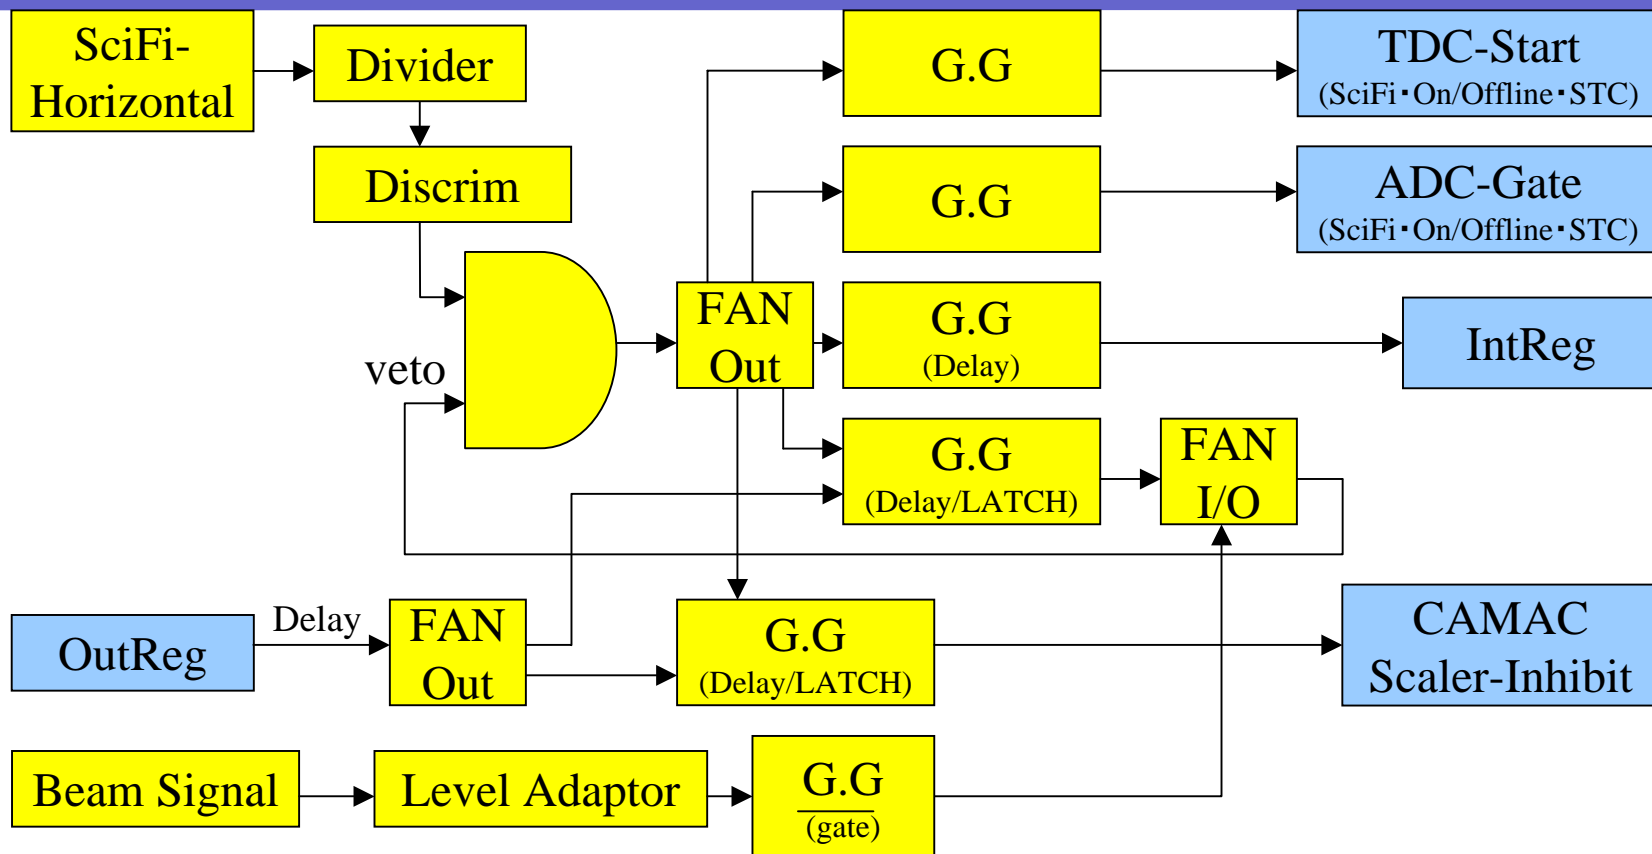 SciFi-
Horizontal
Divider
Discrim
veto
FAN
Out
G.G
TDC-Start
(SciFi・On/Offline・STC)
G.G
ADC-Gate
(SciFi・On/Offline・STC)
G.G
(Delay)
IntReg
G.G
(Delay/LATCH)
FAN
I/O
OutReg
Delay
FAN
Out
G.G
(Delay/LATCH)
CAMAC
Scaler-Inhibit
Beam Signal
Level Adaptor
G.G
(gate)